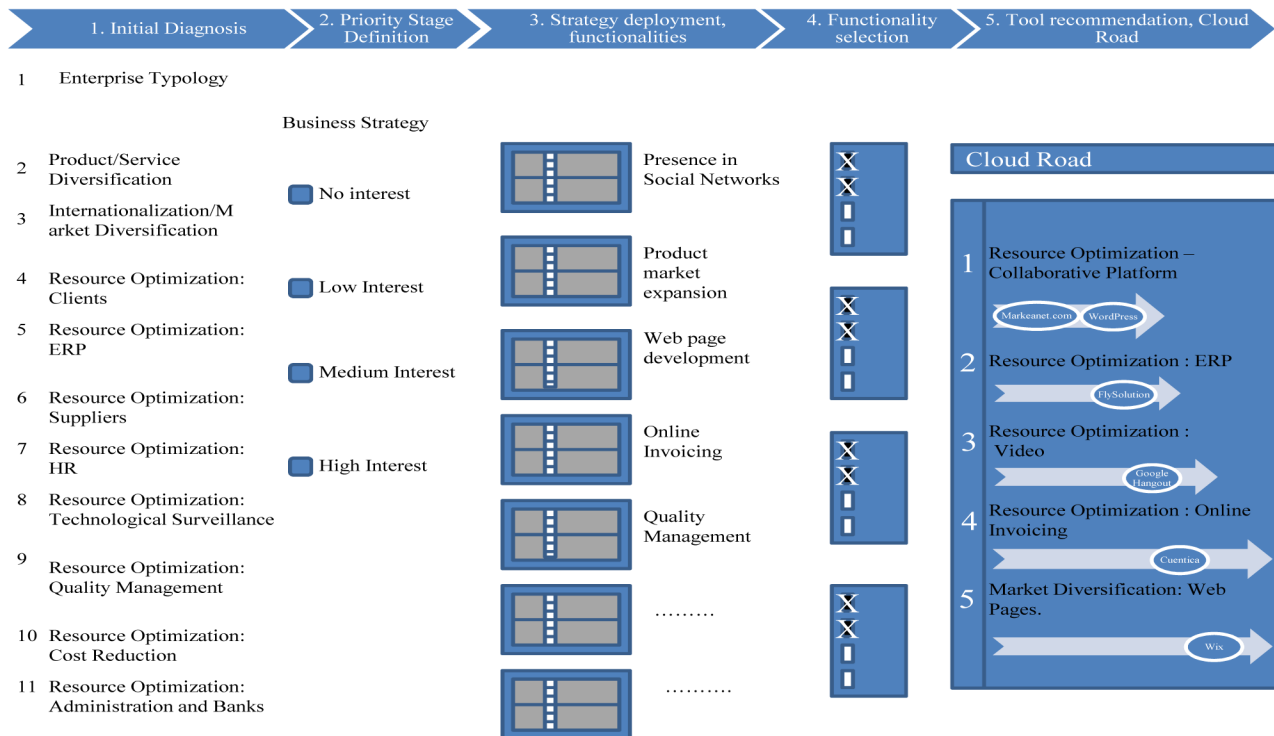 1. Initial Diagnosis
2. Priority Stage
Definition
3. Strategy deployment,
functionalities
4. Functionality
selection
5. Tool recommendation, Cloud
Road
1 Enterprise Typology
2 Product/Service
Diversification
3 Internationalization/M
arket Diversification
4 Resource Optimization:
Clients
5 Resource Optimization:
ERP
6 Resource Optimization:
Suppliers
7 Resource Optimization:
HR
8 Resource Optimization:
Technological Surveillance
9 Resource Optimization:
Quality Management
10 Resource Optimization:
Cost Reduction
11 Resource Optimization:
Administration and Banks
Business Strategy
No interest
Low Interest
Medium Interest
High Interest
Presence in
Social Networks
Product
market
expansion
Web page
development
Online
Invoicing
Quality
Management
………
……….
X
X
X
X
X
X
X
X
Cloud Road
1 Resource Optimization –
Collaborative Platform
Markeanet.com WordPress
2 Resource Optimization : ERP
FlySolution
3 Resource Optimization :
Video
Google
Hangout
4 Resource Optimization : Online
Invoicing
Cuentica
5 Market Diversification: Web
Pages.
Wix